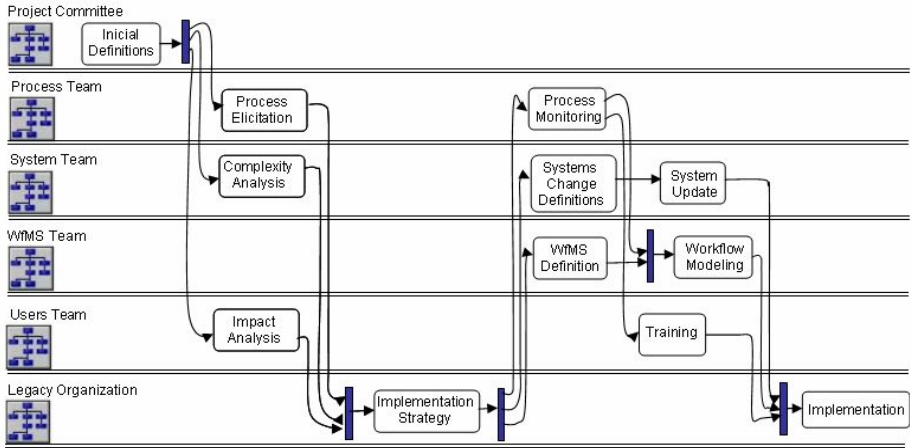 Project Committee
Inicial
Definitions
Process Team
Process
Elicitation
Process
Monitoring
System Team
Complexity
Analysis
Systems
Change
Definitions
System
Update
WfMS Team
WfMS
Definition
Workflow
Modeling
Users Team
Impact
Analysis
Training
Legacy Organization
Implementation
Strategy
Implementation